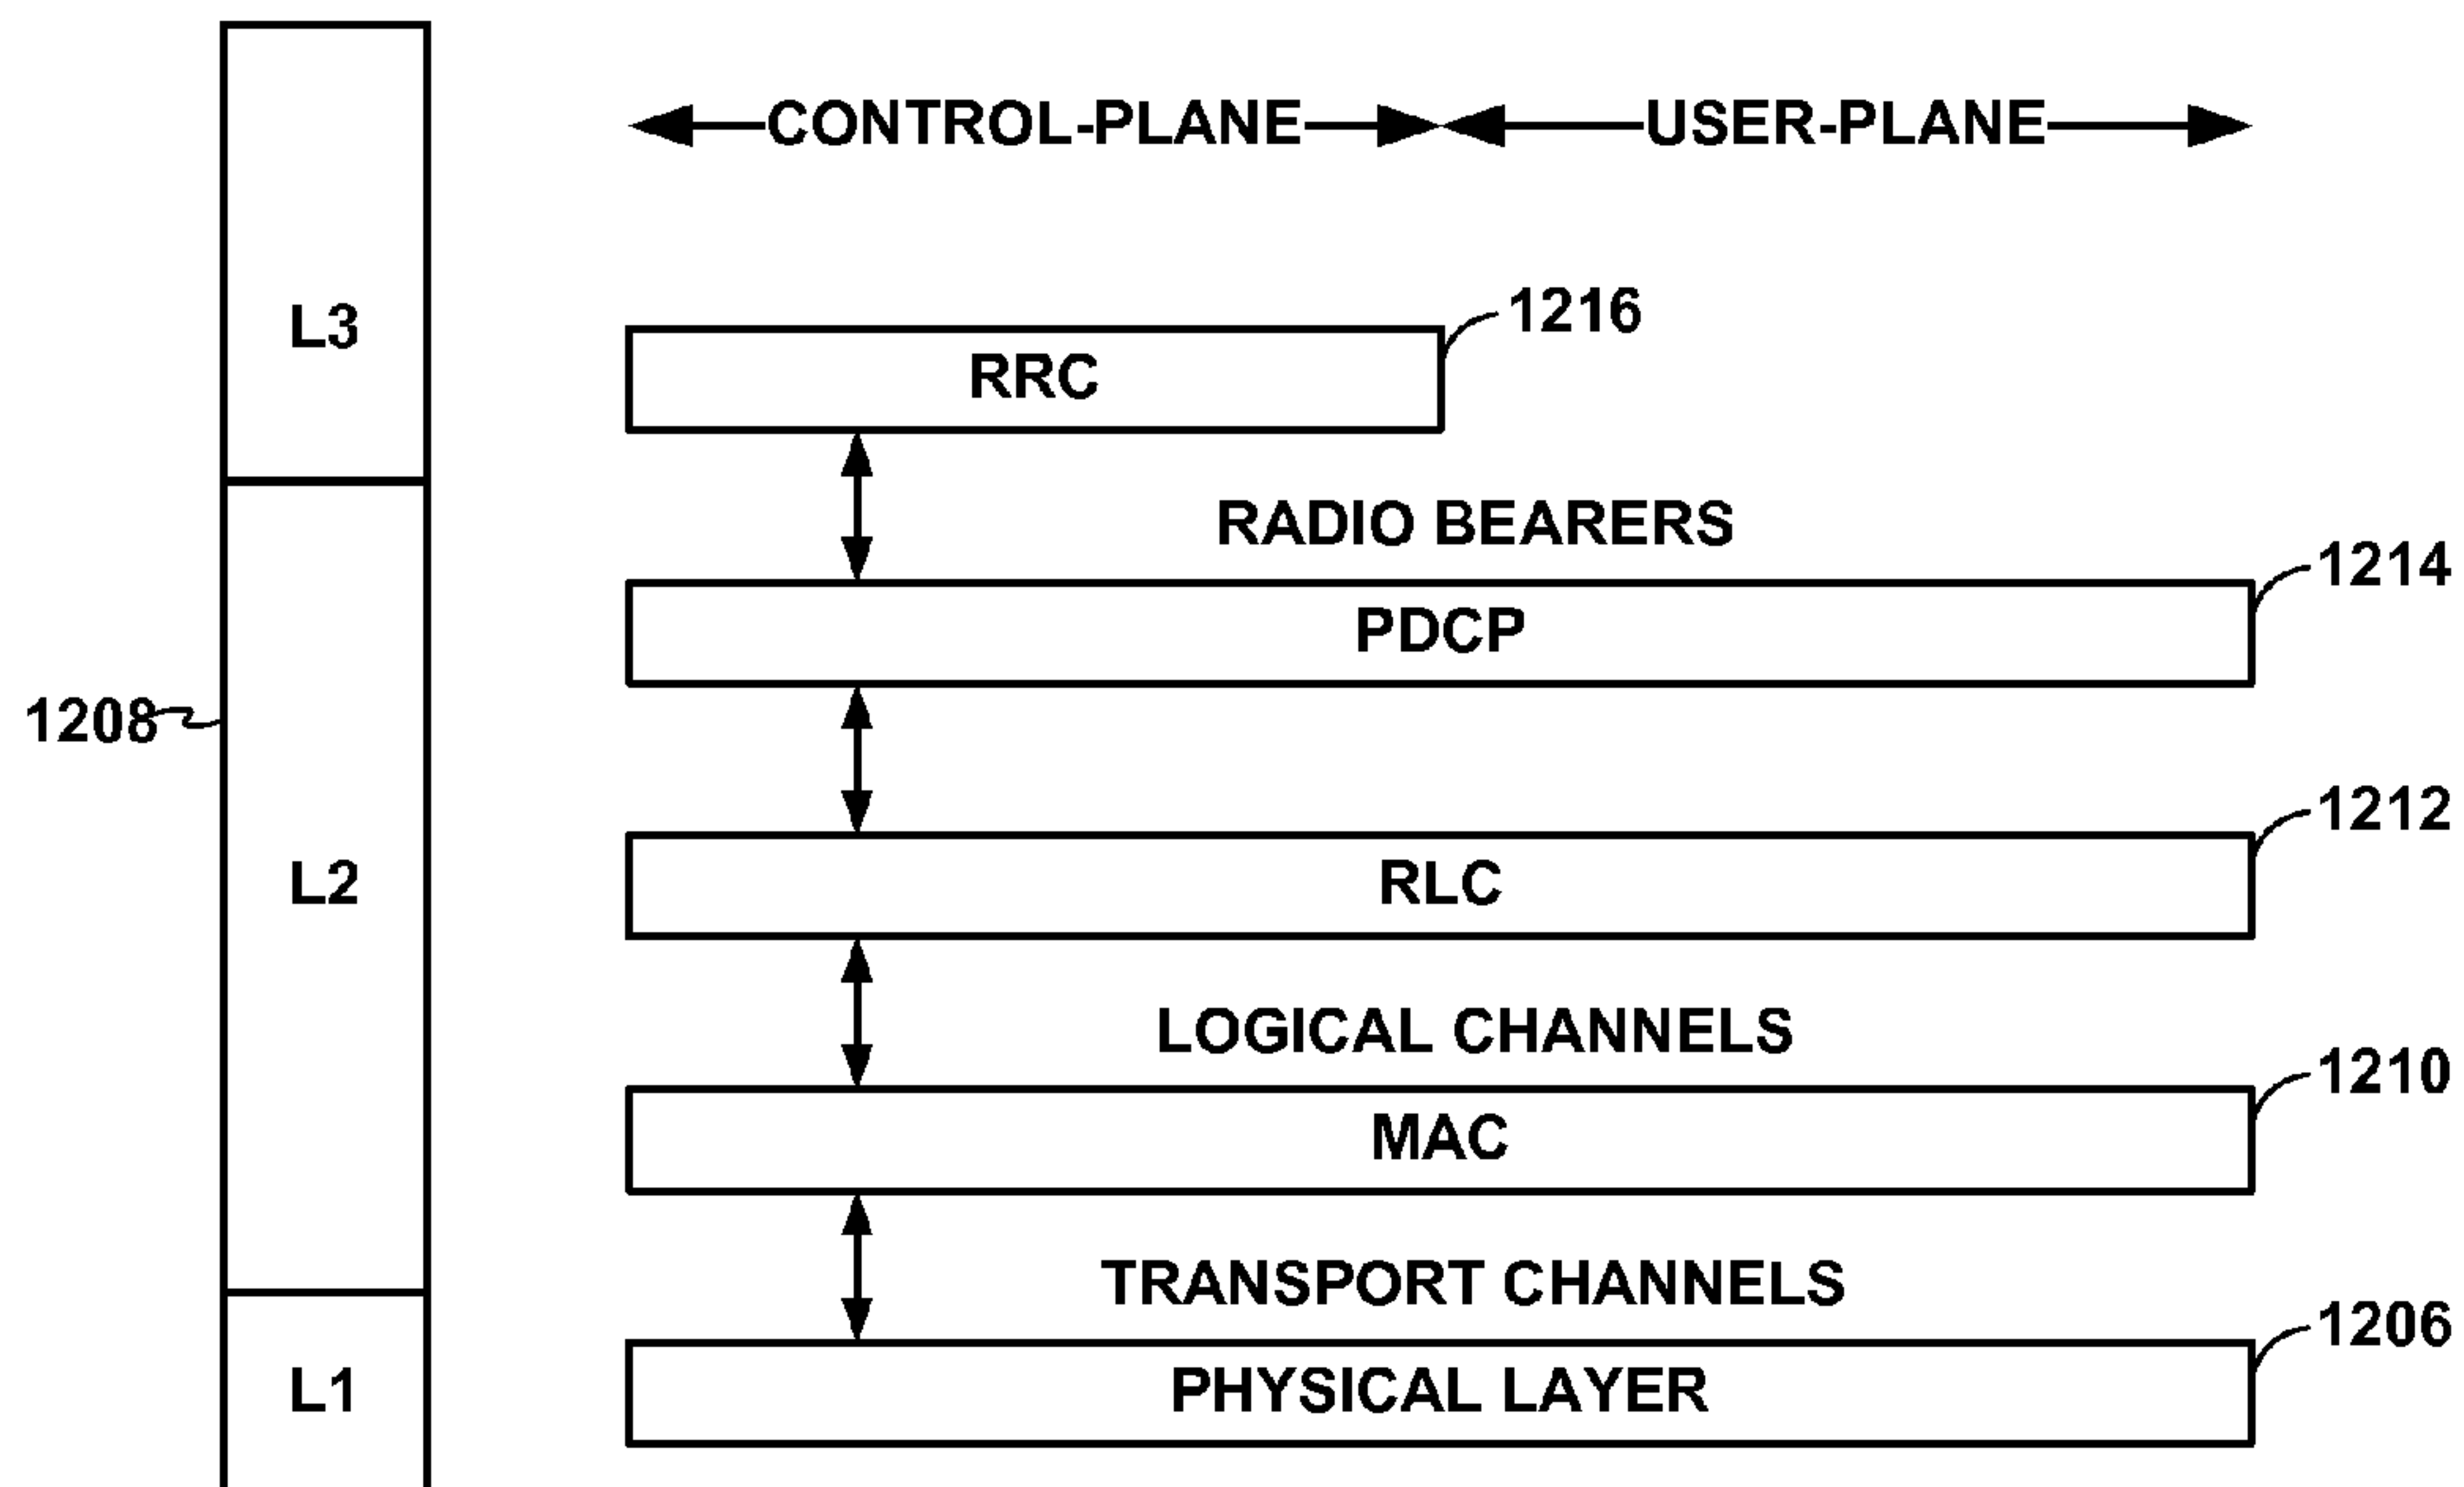 CONTROL-PLANE USER-PLANE
1216
L3
RRC
RADIO BEARERS
1214
PDCP
1208
1212
L2
RLC
LOGICAL CHANNELS
1210
MAC
TRANSPORT CHANNELS
1206
L1
PHYSICAL LAYER